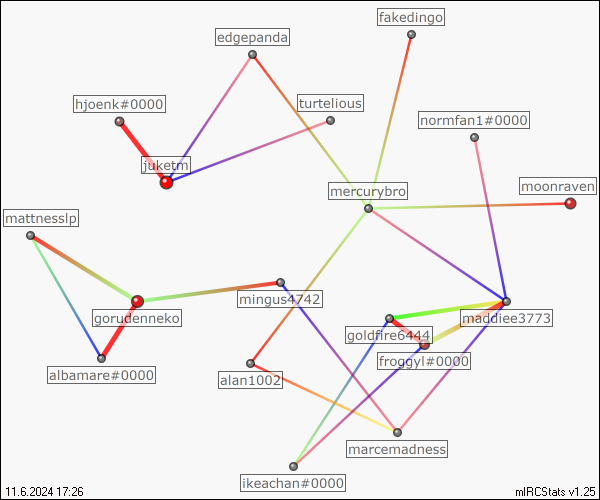 fakedingo
edgepanda
hjoenk#0000
turtelious
normfan1#0000
juketm
mercurybro
moonraven
mattnesslp
mingus4742
gorudenneko
maddiee3773
goldfire6444
froggyl#0000
albamare#0000
alan1002
marcemadness
ikeachan#0000
11.6.2024 17:26
mIRCStats v1.25